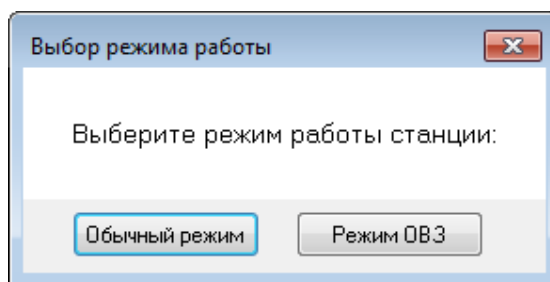 Выбор режима работы
Выберите режим работы станции:
Обычный режим
Режим ОВЗ